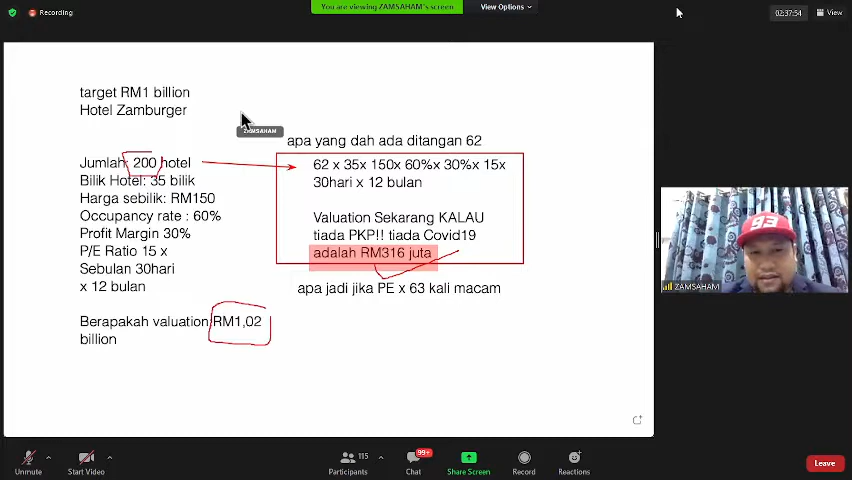 Recording
You are viewing ZAMSAHAM's screen
View Options
02:37:54
View
target RM1 billion
Hotel Zamburger
ZAMSAHAM
apa yang dah ada ditangan 62
Jumlah: 200 hotel
Bilik Hotel: 35 bilik
Harga sebilik: RM150
Occupancy rate : 60%
Profit Margin 30%
P/E Ratio 15 x
Sebulan 30hari
x 12 bulan
62 x 35x 150x 60%x 30%x 15x
30hari x 12 bulan
Valuation Sekarang KALAU
tiada PKP!! tiada Covid19
adalah RM316 juta
apa jadi jika PE x 63 kali macam
Berapakah valuation RM1,02
billion
93
ZAMSAHAM
Unmute
Start Video
115
Participants
99+
Chat
Share Screen
Record
Reactions
Leave